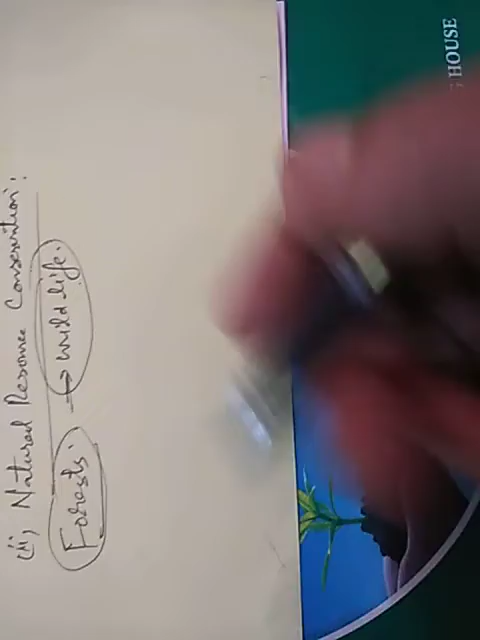 (ii) Natural Resource Conservation:
Forests. → wild life.
HOUSE